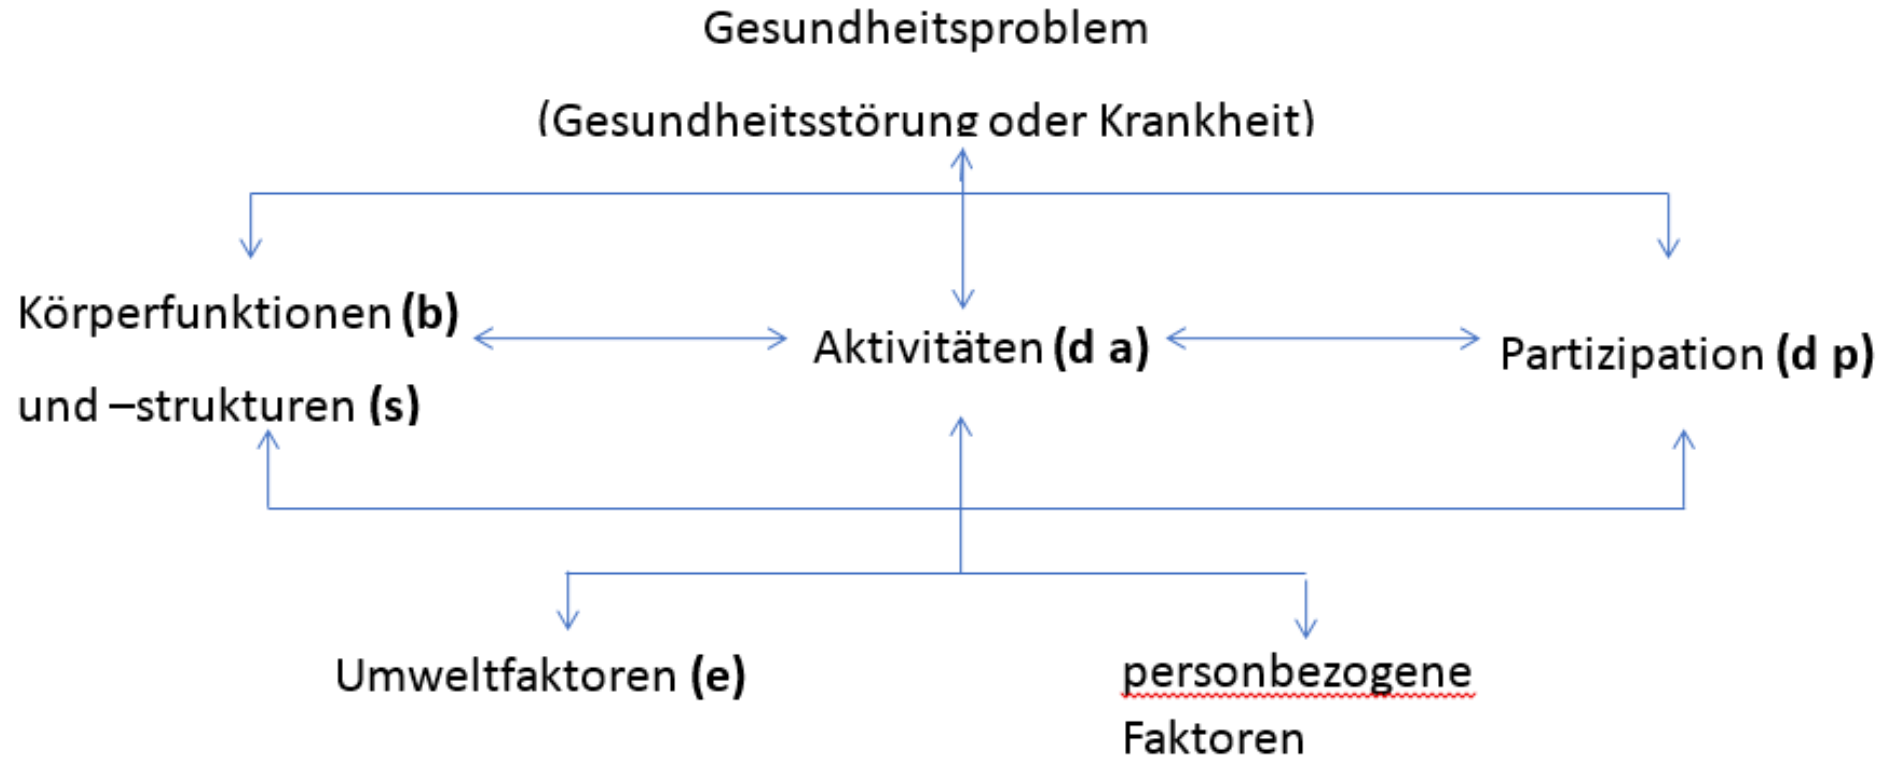 Gesundheitsproblem
(Gesundheitsstörung oder Krankheit)
Körperfunktionen (b)
und –strukturen (s)
Aktivitäten (d a)
Partizipation (d p)
Umweltfaktoren (e)
personbezogene
Faktoren